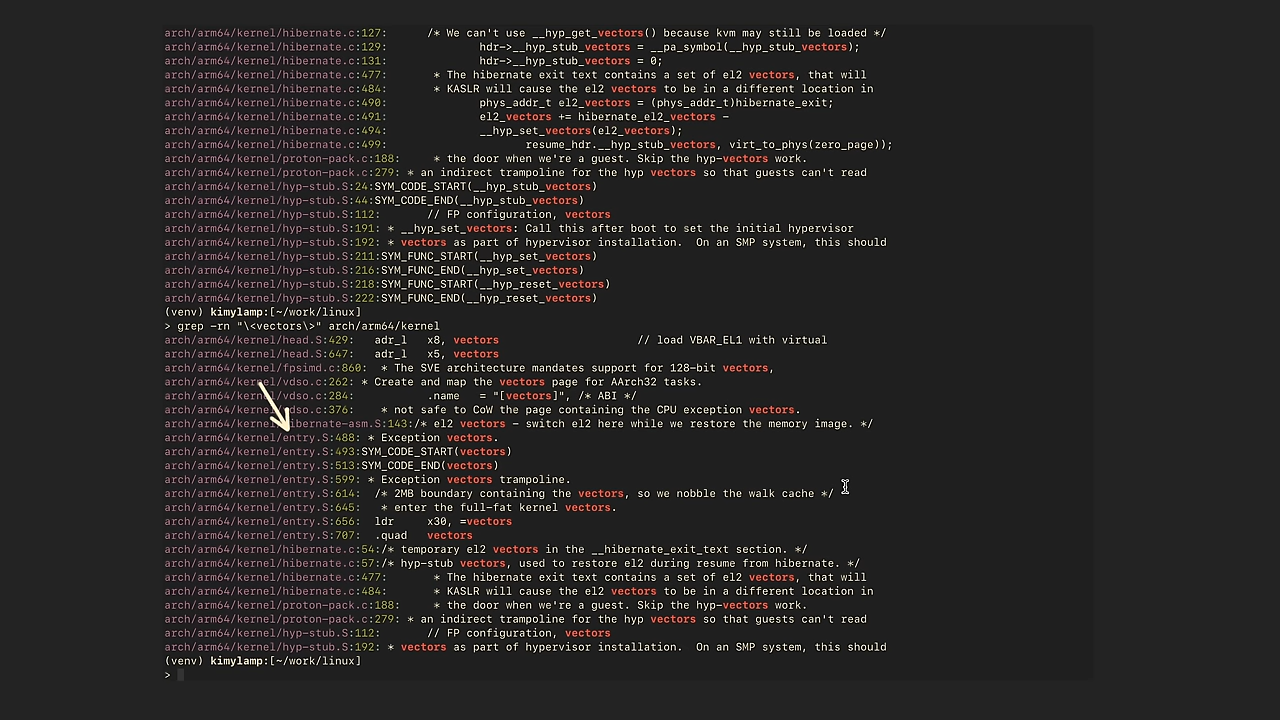 arch/arm64/kernel/hibernate.c:127:      /* We can't use __hyp_get_vectors() because kvm may still be loaded */
arch/arm64/kernel/hibernate.c:129:              hdr->__hyp_stub_vectors = __pa_symbol(__hyp_stub_vectors);
arch/arm64/kernel/hibernate.c:131:              hdr->__hyp_stub_vectors = 0;
arch/arm64/kernel/hibernate.c:477:       * The hibernate exit text contains a set of el2 vectors, that will
arch/arm64/kernel/hibernate.c:484:       * KASLR will cause the el2 vectors to be in a different location in
arch/arm64/kernel/hibernate.c:490:              phys_addr_t el2_vectors = (phys_addr_t)hibernate_exit;
arch/arm64/kernel/hibernate.c:491:              el2_vectors += hibernate_el2_vectors -
arch/arm64/kernel/hibernate.c:494:              __hyp_set_vectors(el2_vectors);
arch/arm64/kernel/hibernate.c:499:                     resume_hdr.__hyp_stub_vectors, virt_to_phys(zero_page));
arch/arm64/kernel/proton-pack.c:188:     * the door when we're a guest. Skip the hyp-vectors work.
arch/arm64/kernel/proton-pack.c:279: * an indirect trampoline for the hyp vectors so that guests can't read
arch/arm64/kernel/hyp-stub.S:24:SYM_CODE_START(__hyp_stub_vectors)
arch/arm64/kernel/hyp-stub.S:44:SYM_CODE_END(__hyp_stub_vectors)
arch/arm64/kernel/hyp-stub.S:112:       // FP configuration, vectors
arch/arm64/kernel/hyp-stub.S:191: * __hyp_set_vectors: Call this after boot to set the initial hypervisor
arch/arm64/kernel/hyp-stub.S:192: * vectors as part of hypervisor installation.  On an SMP system, this should
arch/arm64/kernel/hyp-stub.S:211:SYM_FUNC_START(__hyp_set_vectors)
arch/arm64/kernel/hyp-stub.S:216:SYM_FUNC_END(__hyp_set_vectors)
arch/arm64/kernel/hyp-stub.S:218:SYM_FUNC_START(__hyp_reset_vectors)
arch/arm64/kernel/hyp-stub.S:222:SYM_FUNC_END(__hyp_reset_vectors)
(venv) kimylamp:[~/work/linux]
> grep -rn "\<vectors\>" arch/arm64/kernel
arch/arm64/kernel/head.S:429:   adr_l   x8, vectors                     // load VBAR_EL1 with virtual
arch/arm64/kernel/head.S:647:   adr_l   x5, vectors
arch/arm64/kernel/fpsimd.c:860:  * The SVE architecture mandates support for 128-bit vectors,
arch/arm64/kernel/vdso.c:262: * Create and map the vectors page for AArch32 tasks.
arch/arm64/kernel/vdso.c:284:           .name   = "[vectors]", /* ABI */
arch/arm64/kernel/vdso.c:376:    * not safe to CoW the page containing the CPU exception vectors.
arch/arm64/kernel/hibernate-asm.S:143:/* el2 vectors - switch el2 here while we restore the memory image. */
arch/arm64/kernel/entry.S:488: * Exception vectors.
arch/arm64/kernel/entry.S:493:SYM_CODE_START(vectors)
arch/arm64/kernel/entry.S:513:SYM_CODE_END(vectors)
arch/arm64/kernel/entry.S:599: * Exception vectors trampoline.
arch/arm64/kernel/entry.S:614:  /* 2MB boundary containing the vectors, so we nobble the walk cache */
arch/arm64/kernel/entry.S:645:   * enter the full-fat kernel vectors.
arch/arm64/kernel/entry.S:656:  ldr     x30, =vectors
arch/arm64/kernel/entry.S:707:  .quad   vectors
arch/arm64/kernel/hibernate.c:54:/* temporary el2 vectors in the __hibernate_exit_text section. */
arch/arm64/kernel/hibernate.c:57:/* hyp-stub vectors, used to restore el2 during resume from hibernate. */
arch/arm64/kernel/hibernate.c:477:       * The hibernate exit text contains a set of el2 vectors, that will
arch/arm64/kernel/hibernate.c:484:       * KASLR will cause the el2 vectors to be in a different location in
arch/arm64/kernel/proton-pack.c:188:     * the door when we're a guest. Skip the hyp-vectors work.
arch/arm64/kernel/proton-pack.c:279: * an indirect trampoline for the hyp vectors so that guests can't read
arch/arm64/kernel/hyp-stub.S:112:       // FP configuration, vectors
arch/arm64/kernel/hyp-stub.S:192: * vectors as part of hypervisor installation.  On an SMP system, this should
(venv) kimylamp:[~/work/linux]
>